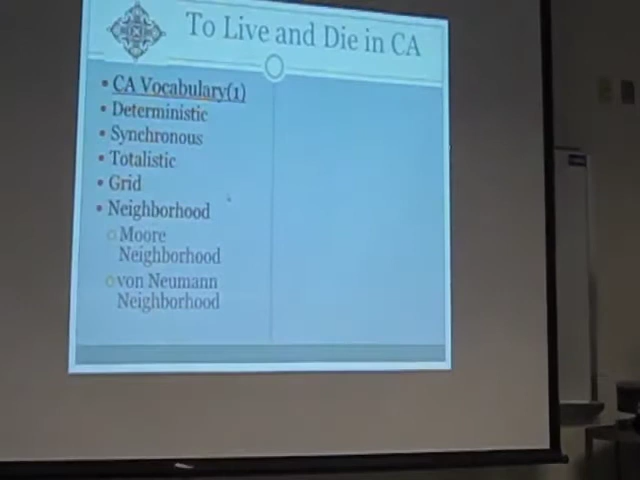 To Live and Die in CA
CA Vocabulary(1)
Deterministic
Synchronous
Totalistic
Grid
Neighborhood
Moore
Neighborhood
von Neumann
Neighborhood